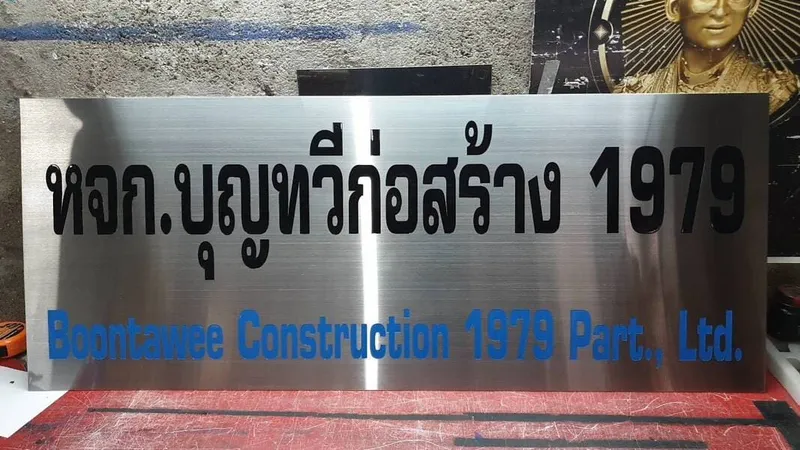 หจก.บุญทวีก่อสร้าง 1979
Boontawee Construction 1979 Part., Ltd.